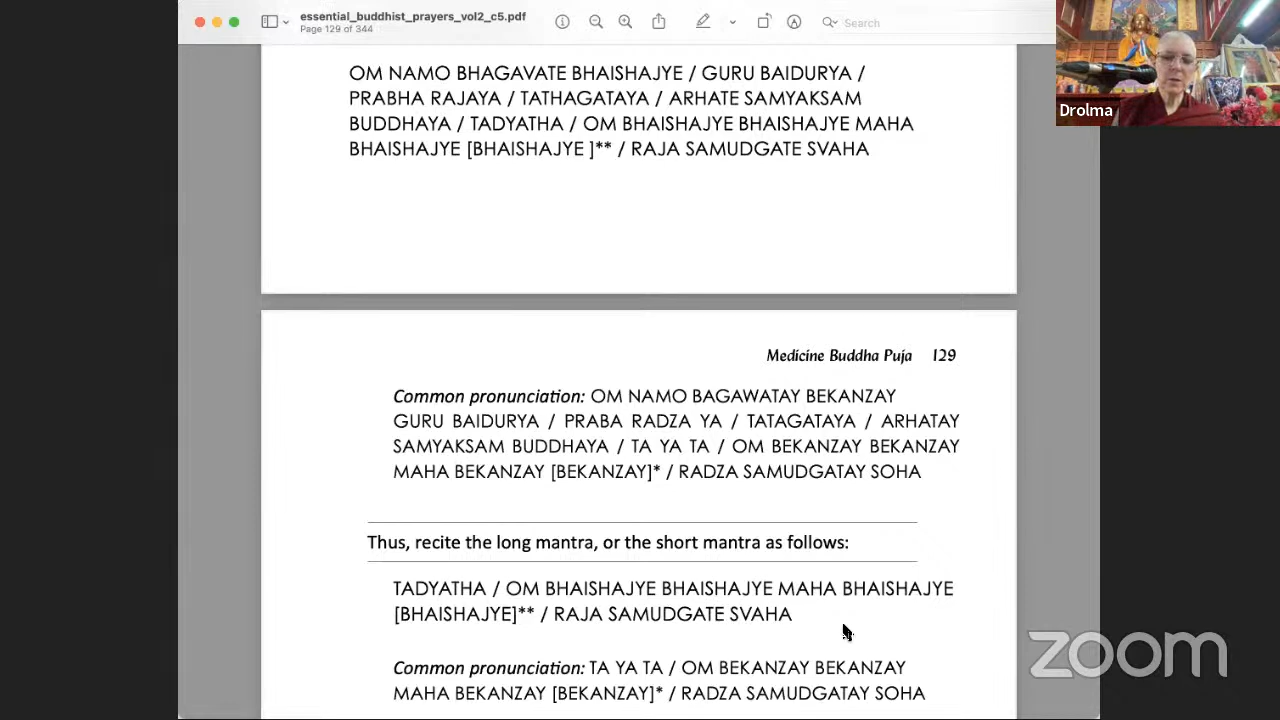 essential_buddhist_prayers_vol2_c5.pdf
Page 129 of 344
Search
Drolma
OM NAMO BHAGAVATE BHAISHAJYE / GURU BAIDURYA /
PRABHA RAJAYA / TATHAGATAYA / ARHATE SAMYAKSAM
BUDDHAYA / TADYATHA / OM BHAISHAJYE BHAISHAJYE MAHA
BHAISHAJYE [BHAISHAJYE ]** / RAJA SAMUDGATE SVAHA
Medicine Buddha Puja 129
Common pronunciation: OM NAMO BAGAWATAY BEKANZAY
GURU BAIDURYA / PRABA RADZA YA / TATAGATAYA / ARHATAY
SAMYAKSAM BUDDHAYA / TA YA TA / OM BEKANZAY BEKANZAY
MAHA BEKANZAY [BEKANZAY]* / RADZA SAMUDGATAY SOHA
Thus, recite the long mantra, or the short mantra as follows:
TADYATHA / OM BHAISHAJYE BHAISHAJYE MAHA BHAISHAJYE
[BHAISHAJYE]** / RAJA SAMUDGATE SVAHA
Common pronunciation: TA YA TA / OM BEKANZAY BEKANZAY
MAHA BEKANZAY [BEKANZAY]* / RADZA SAMUDGATAY SOHA
zoom